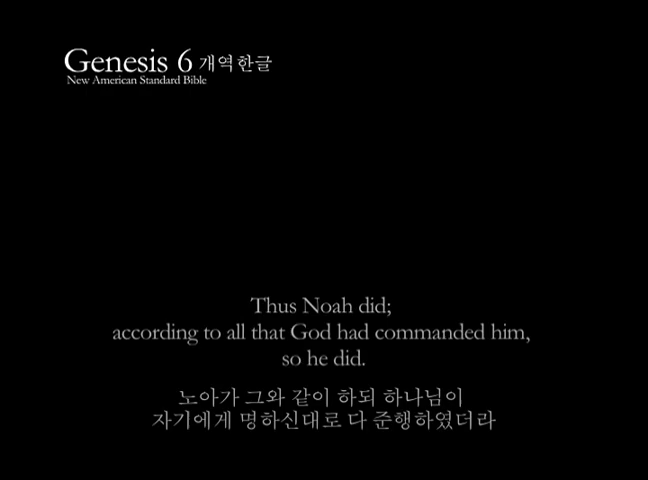 Genesis 6 개역한글
New American Standard Bible
Thus Noah did;
according to all that God had commanded him,
so he did.
노아가 그와 같이 하되 하나님이
자기에게 명하신대로 다 준행하였더라